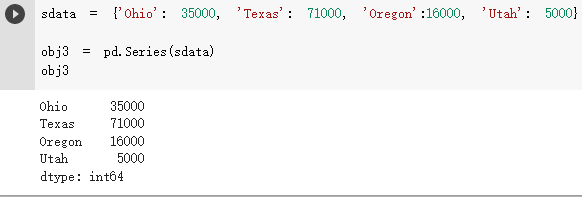 sdata = {'Ohio': 35000, 'Texas': 71000, 'Oregon':16000, 'Utah': 5000}
obj3 = pd.Series(sdata)
obj3
Ohio 35000
Texas 71000
Oregon 16000
Utah 5000
dtype: int64